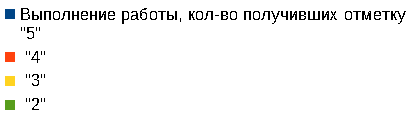 Выполнение работы, кол-во получивших отметку
"5"
"4"
"3"
"2"